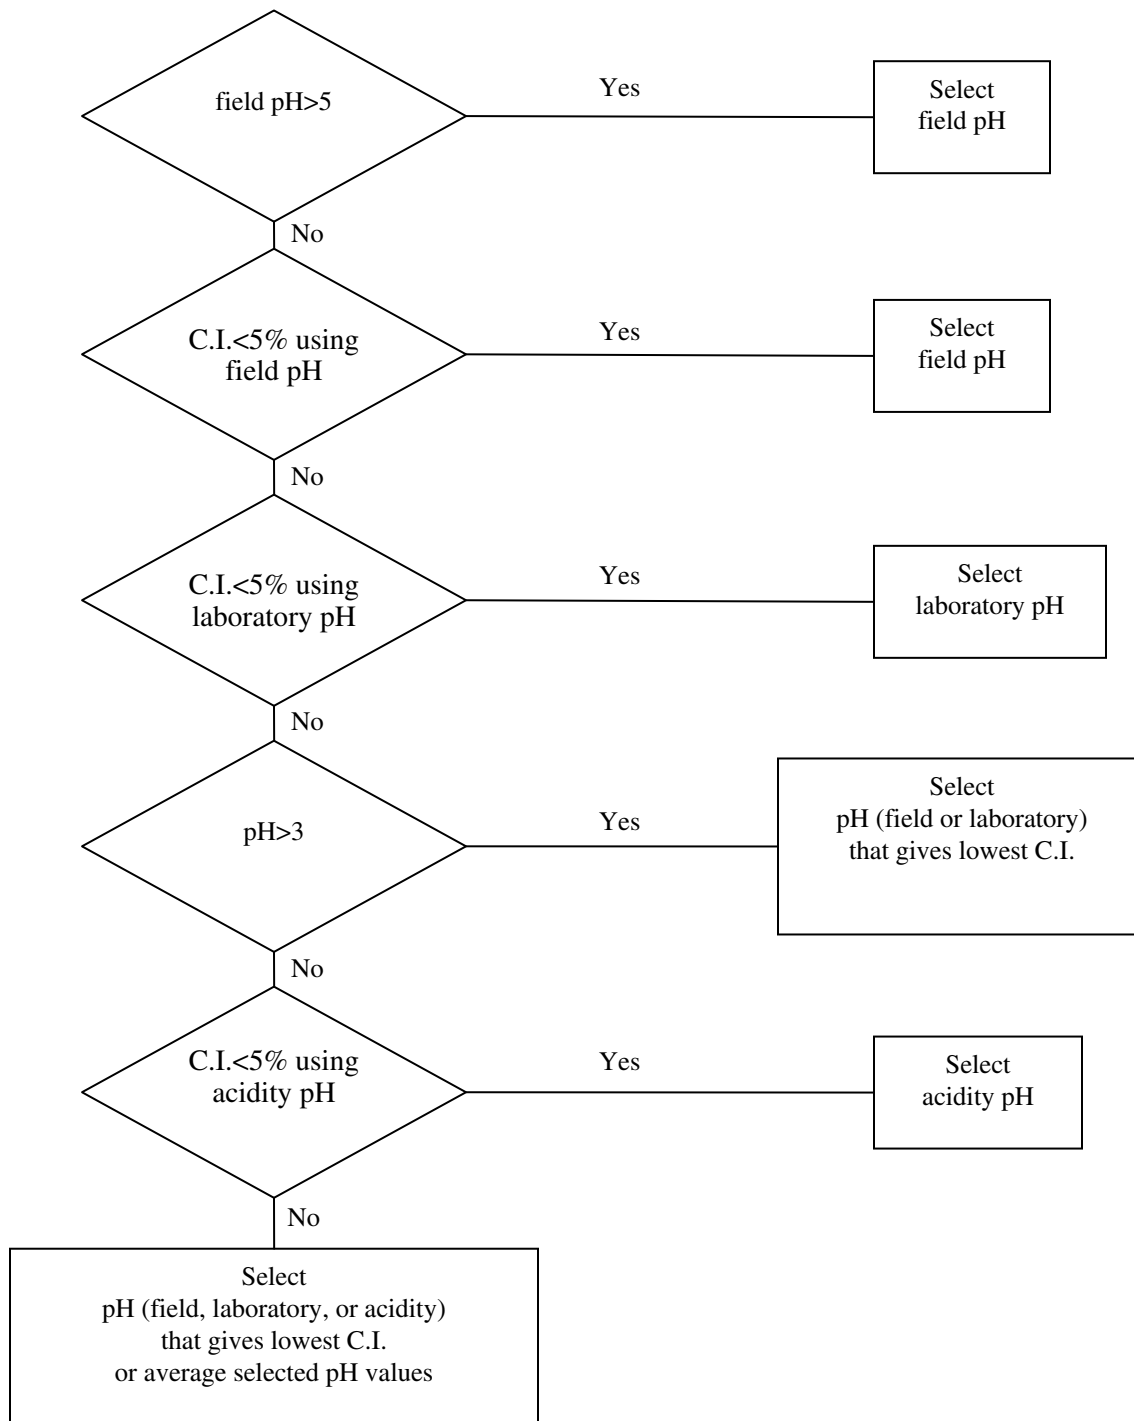 field pH>5
Yes
Select
field pH
No
C.I.<5% using
field pH
Yes
Select
field pH
No
C.I.<5% using
laboratory pH
Yes
Select
laboratory pH
No
pH>3
Yes
Select
pH (field or laboratory)
that gives lowest C.I.
No
C.I.<5% using
acidity pH
Yes
Select
acidity pH
No
Select
pH (field, laboratory, or acidity)
that gives lowest C.I.
or average selected pH values